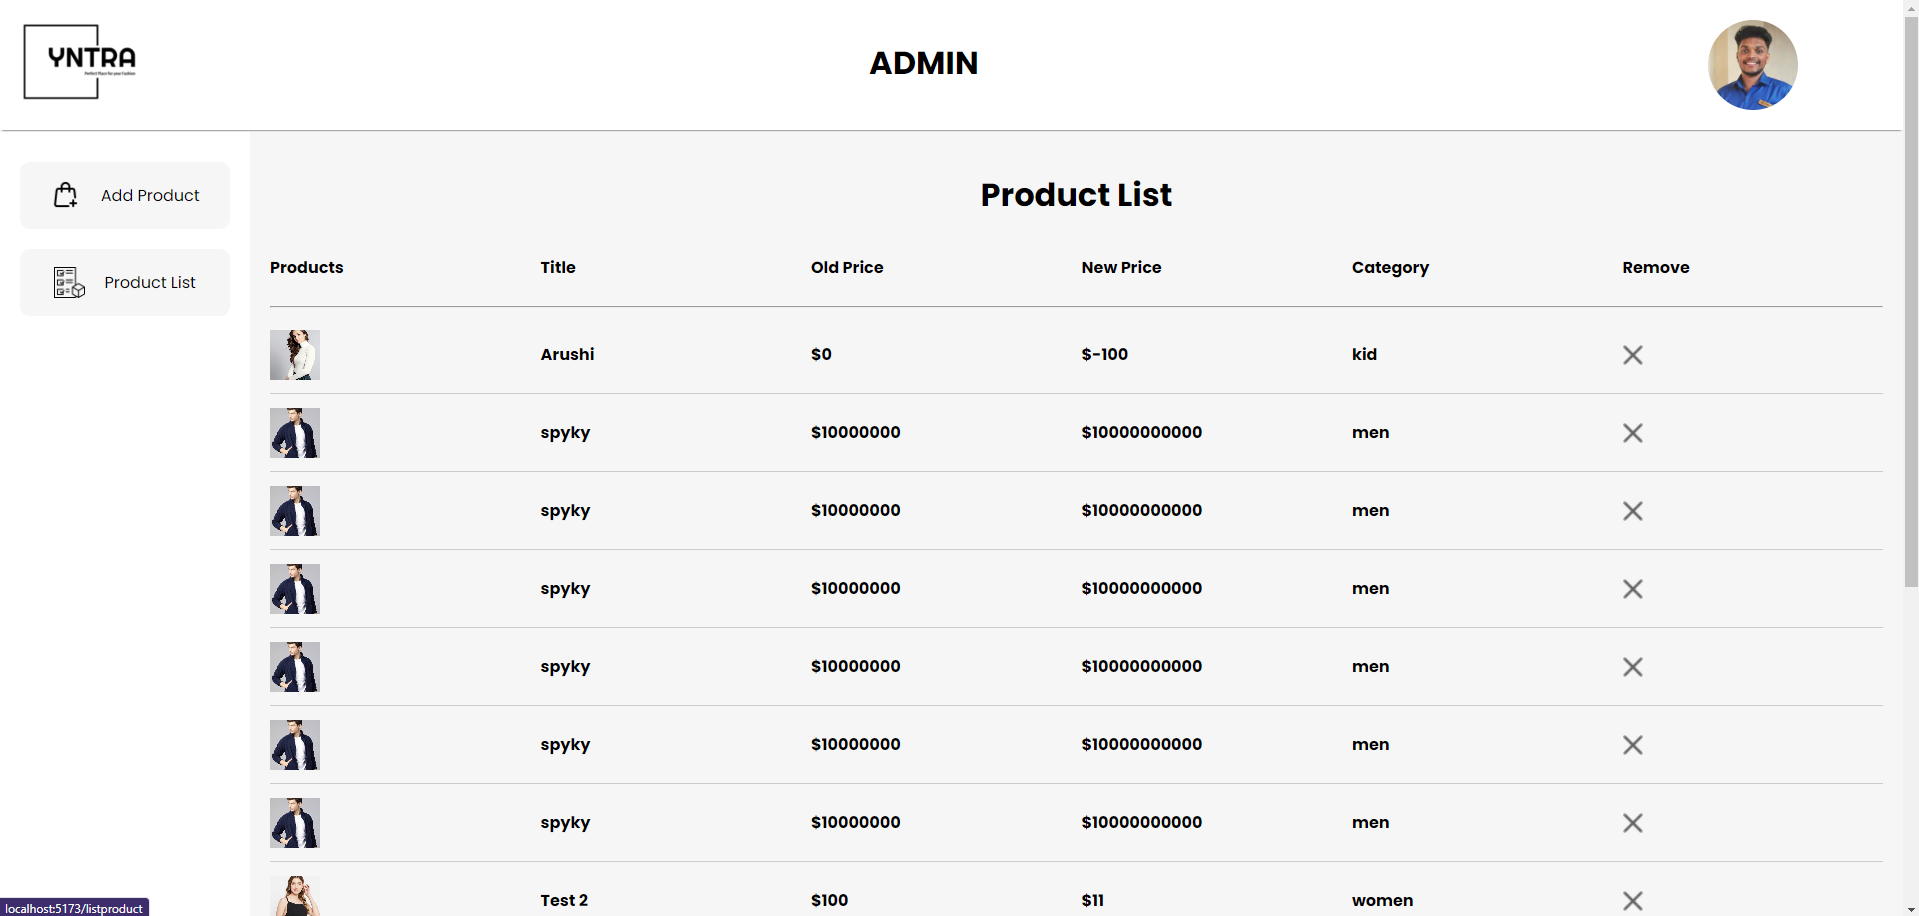 YNTRA
Perfect Place for your Fashion
ADMIN
Add Product
Product List
Product List
Products Title Old Price New Price Category Remove
Arushi $0 $-100 kid
spyky $10000000 $10000000000 men
spyky $10000000 $10000000000 men
spyky $10000000 $10000000000 men
spyky $10000000 $10000000000 men
spyky $10000000 $10000000000 men
spyky $10000000 $10000000000 men
Test 2 $100 $11 women
localhost:5173/listproduct